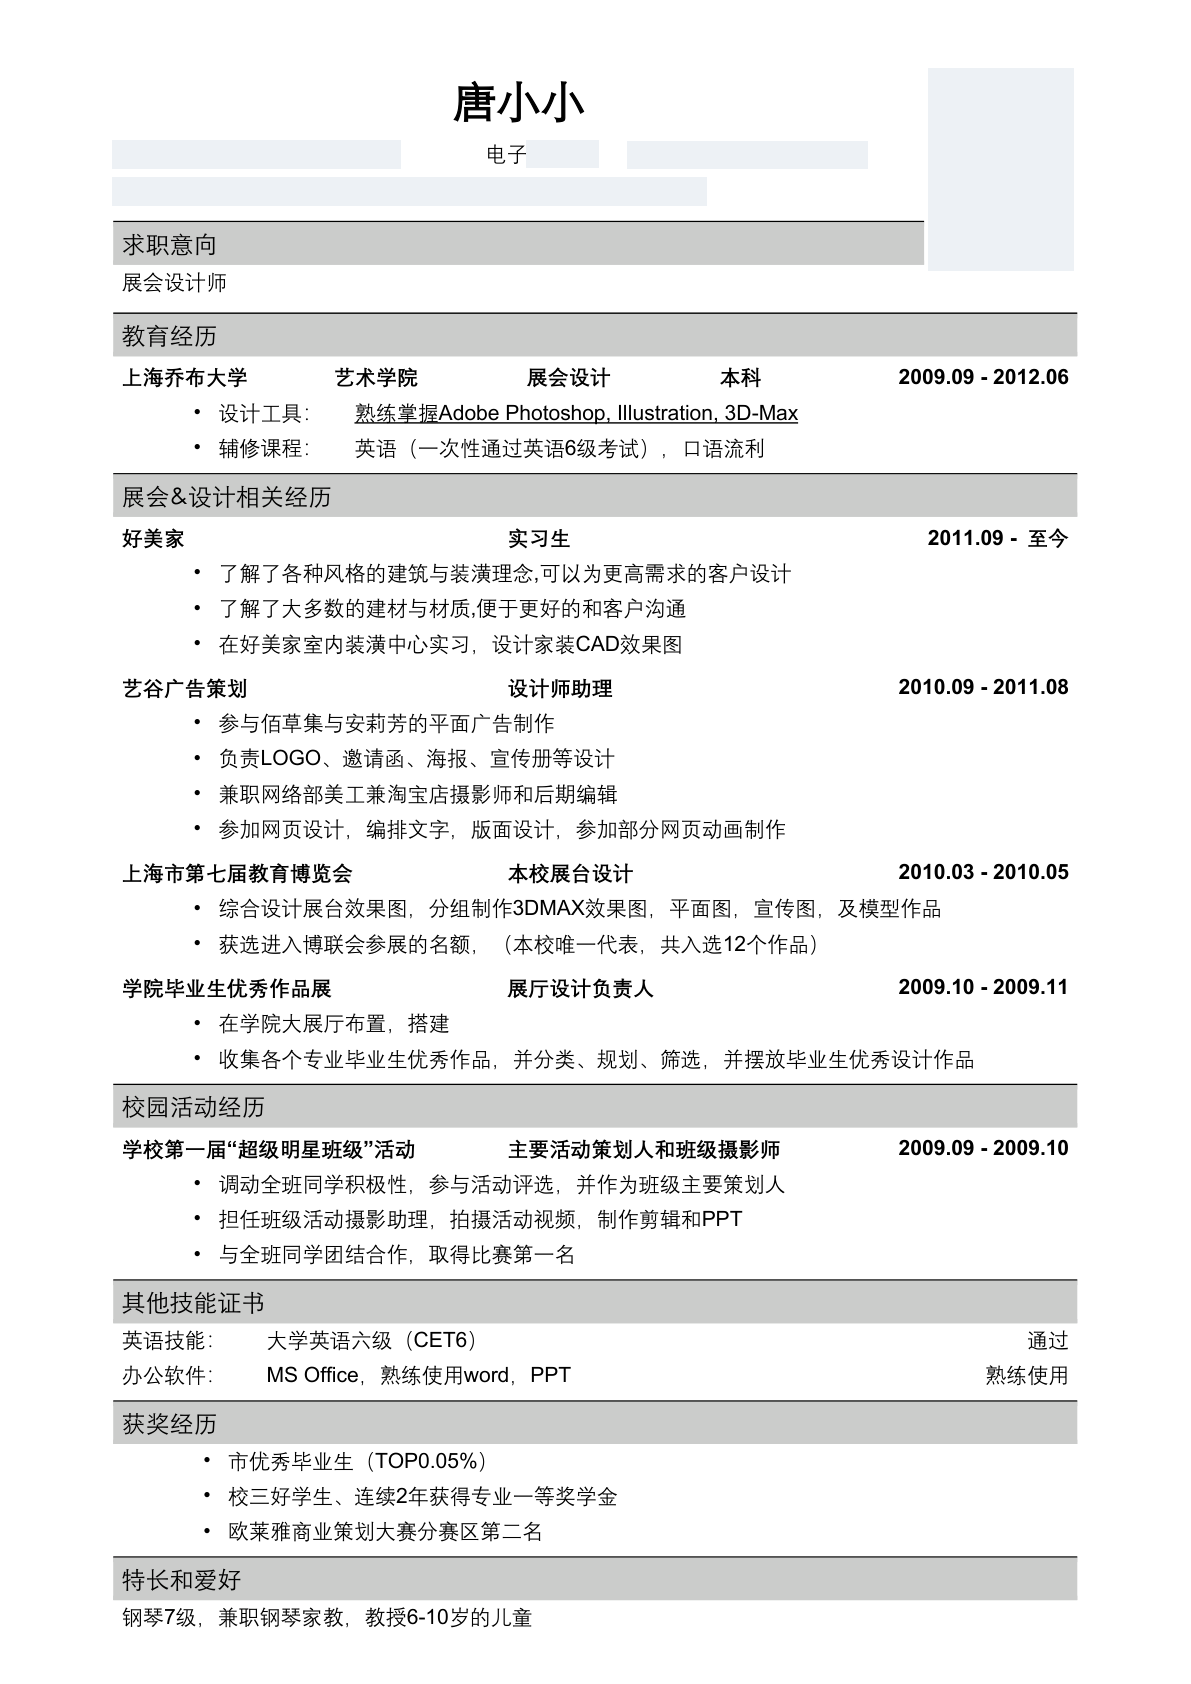 唐小小
电子
求职意向
展会设计师
教育经历
上海乔布大学 艺术学院 展会设计 本科 2009.09 - 2012.06
• 设计工具： 熟练掌握Adobe Photoshop, Illustration, 3D-Max
• 辅修课程： 英语（一次性通过英语6级考试），口语流利
展会&设计相关经历
好美家 实习生 2011.09 - 至今
• 了解了各种风格的建筑与装潢理念,可以为更高需求的客户设计
• 了解了大多数的建材与材质,便于更好的和客户沟通
• 在好美家室内装潢中心实习，设计家装CAD效果图
艺谷广告策划 设计师助理 2010.09 - 2011.08
• 参与佰草集与安莉芳的平面广告制作
• 负责LOGO、邀请函、海报、宣传册等设计
• 兼职网络部美工兼淘宝店摄影师和后期编辑
• 参加网页设计，编排文字，版面设计，参加部分网页动画制作
上海市第七届教育博览会 本校展台设计 2010.03 - 2010.05
• 综合设计展台效果图，分组制作3DMAX效果图，平面图，宣传图，及模型作品
• 获选进入博联会参展的名额，（本校唯一代表，共入选12个作品）
学院毕业生优秀作品展 展厅设计负责人 2009.10 - 2009.11
• 在学院大展厅布置，搭建
• 收集各个专业毕业生优秀作品，并分类、规划、筛选，并摆放毕业生优秀设计作品
校园活动经历
学校第一届“超级明星班级”活动 主要活动策划人和班级摄影师 2009.09 - 2009.10
• 调动全班同学积极性，参与活动评选，并作为班级主要策划人
• 担任班级活动摄影助理，拍摄活动视频，制作剪辑和PPT
• 与全班同学团结合作，取得比赛第一名
其他技能证书
英语技能： 大学英语六级（CET6） 通过
办公软件： MS Office，熟练使用word，PPT 熟练使用
获奖经历
• 市优秀毕业生（TOP0.05%）
• 校三好学生、连续2年获得专业一等奖学金
• 欧莱雅商业策划大赛分赛区第二名
特长和爱好
钢琴7级，兼职钢琴家教，教授6-10岁的儿童